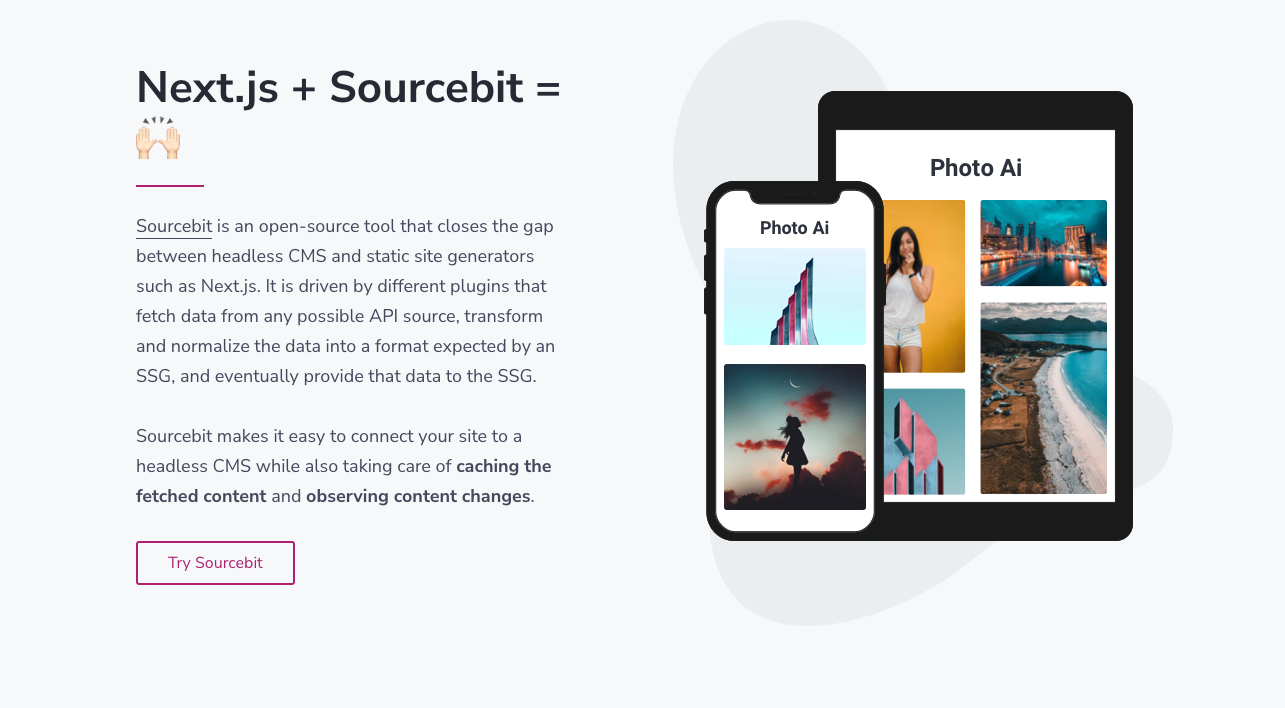 Next.js + Sourcebit =
🙌🏻
Sourcebit is an open-source tool that closes the gap
between headless CMS and static site generators
such as Next.js. It is driven by different plugins that
fetch data from any possible API source, transform
and normalize the data into a format expected by an
SSG, and eventually provide that data to the SSG.
Sourcebit makes it easy to connect your site to a
headless CMS while also taking care of caching the
fetched content and observing content changes.
Try Sourcebit
Photo Ai
Photo Ai